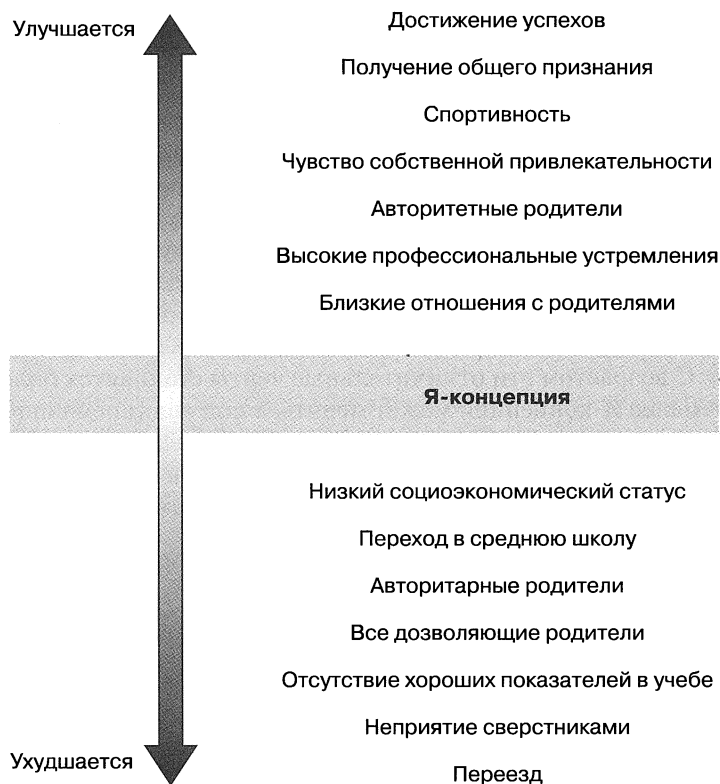 Улучшается
Достижение успехов
Получение общего признания
Спортивность
Чувство собственной привлекательности
Авторитетные родители
Высокие профессиональные устремления
Близкие отношения с родителями
Я-концепция
Низкий социоэкономический статус
Переход в среднюю школу
Авторитарные родители
Все дозволяющие родители
Отсутствие хороших показателей в учебе
Неприятие сверстниками
Ухудшается
Переезд